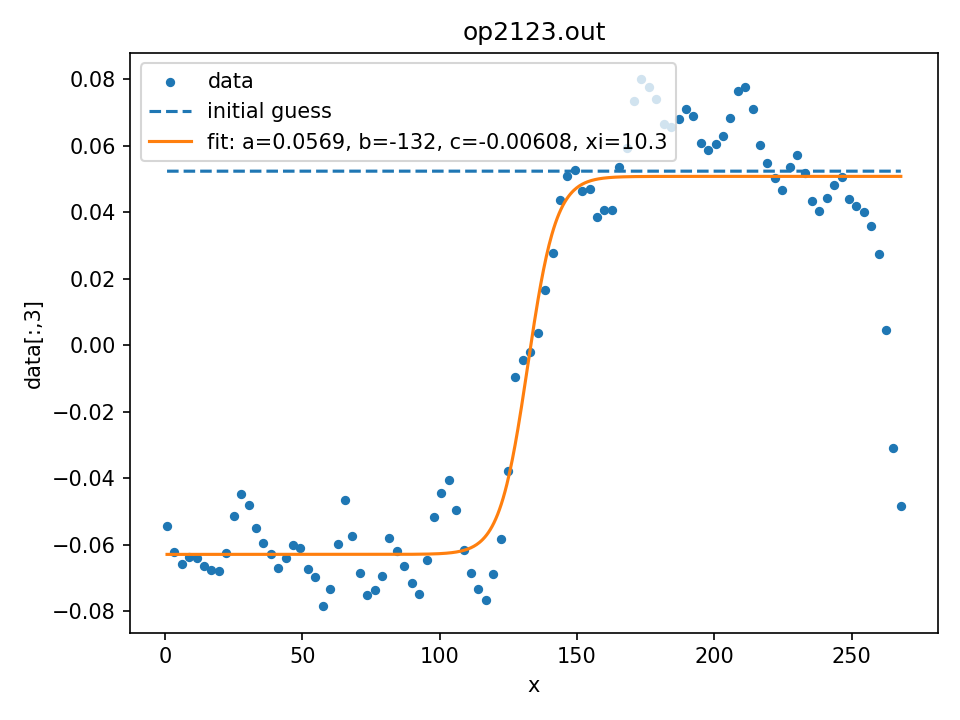 op2123.out
data
initial guess
fit: a=0.0569, b=-132, c=-0.00608, xi=10.3
0.08
0.06
0.04
0.02
0.00
−0.02
−0.04
−0.06
−0.08
data[:,3]
0 50 100 150 200 250
x